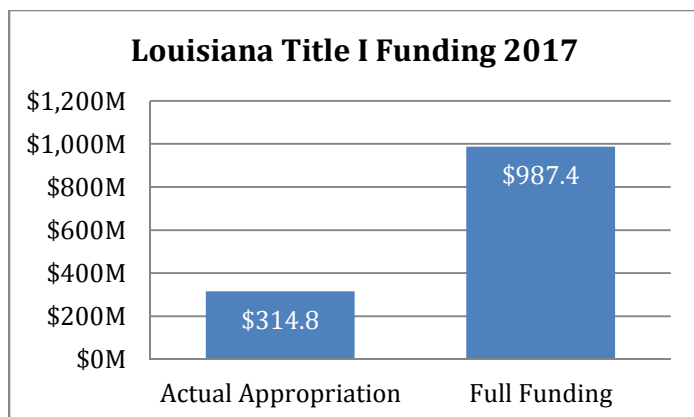 Louisiana Title I Funding 2017
$1,200M
$1,000M
$800M
$600M
$400M
$200M
$0M
$987.4
$314.8
Actual Appropriation
Full Funding